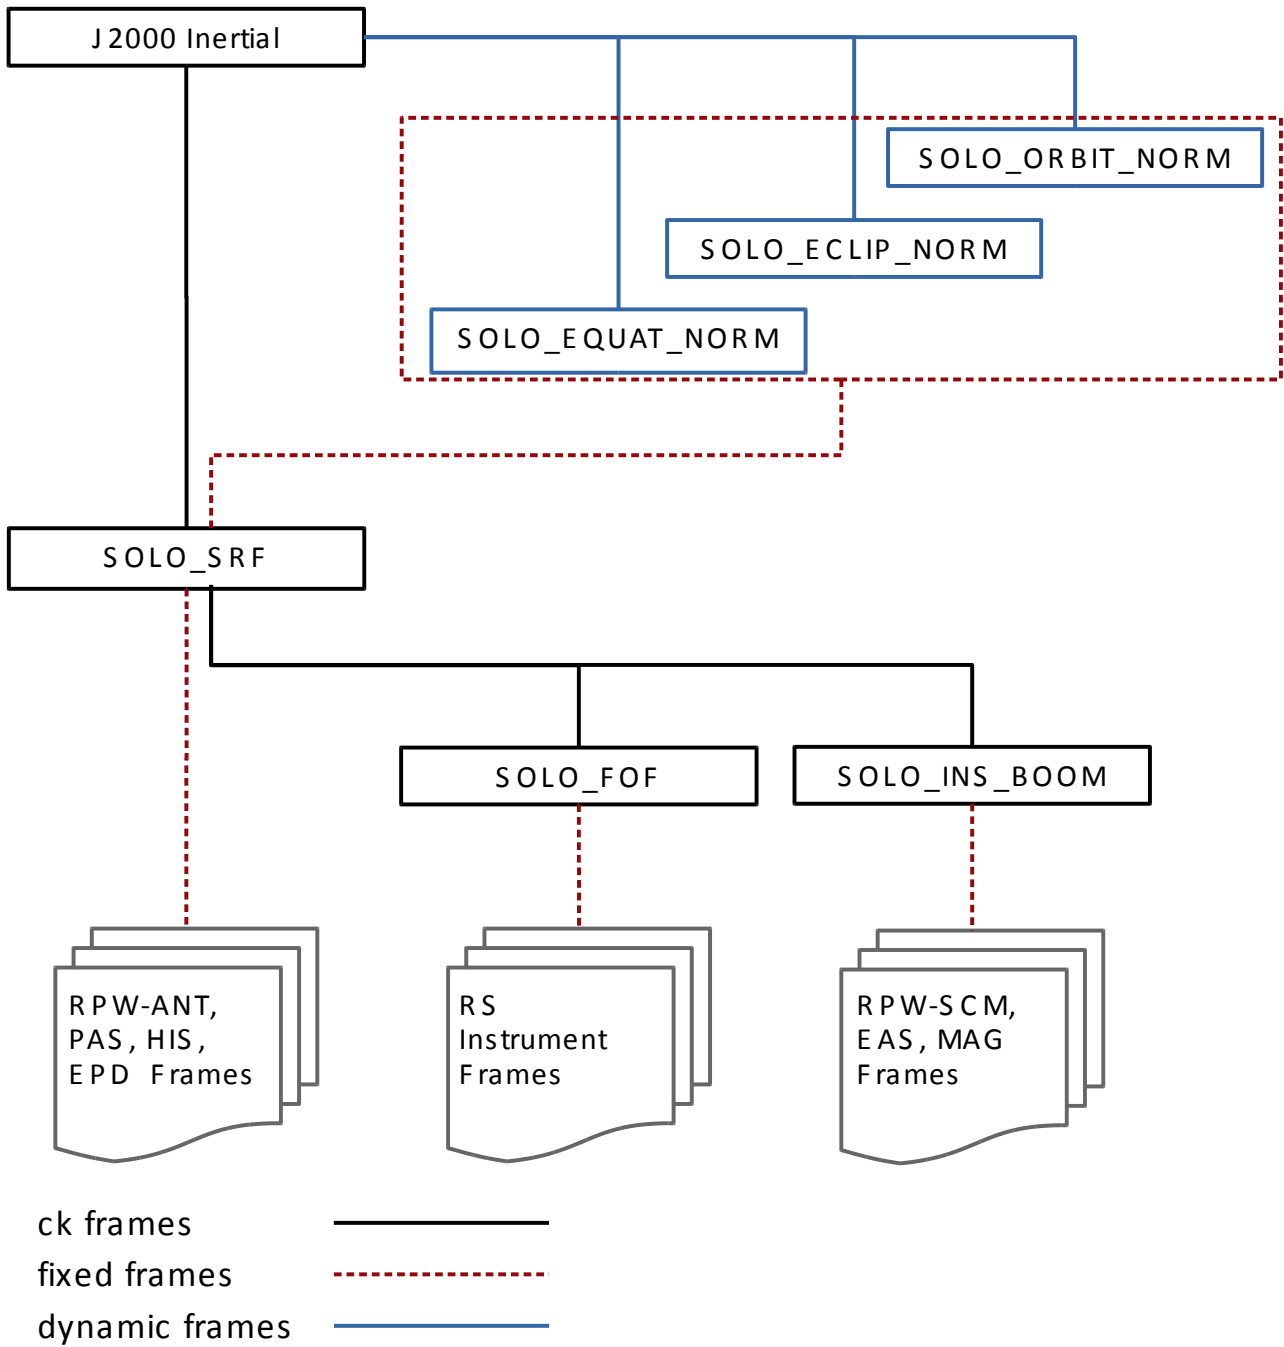 J2000 Inertial
SOLO_ORBIT_NORM
SOLO_ECLIP_NORM
SOLO_EQUAT_NORM
SOLO_SRF
SOLO_FOF
SOLO_INS_BOOM
RPW-ANT,
PAS, HIS,
EPD Frames
RS
Instrument
Frames
RPW-SCM,
EAS, MAG
Frames
ck frames
fixed frames
dynamic frames